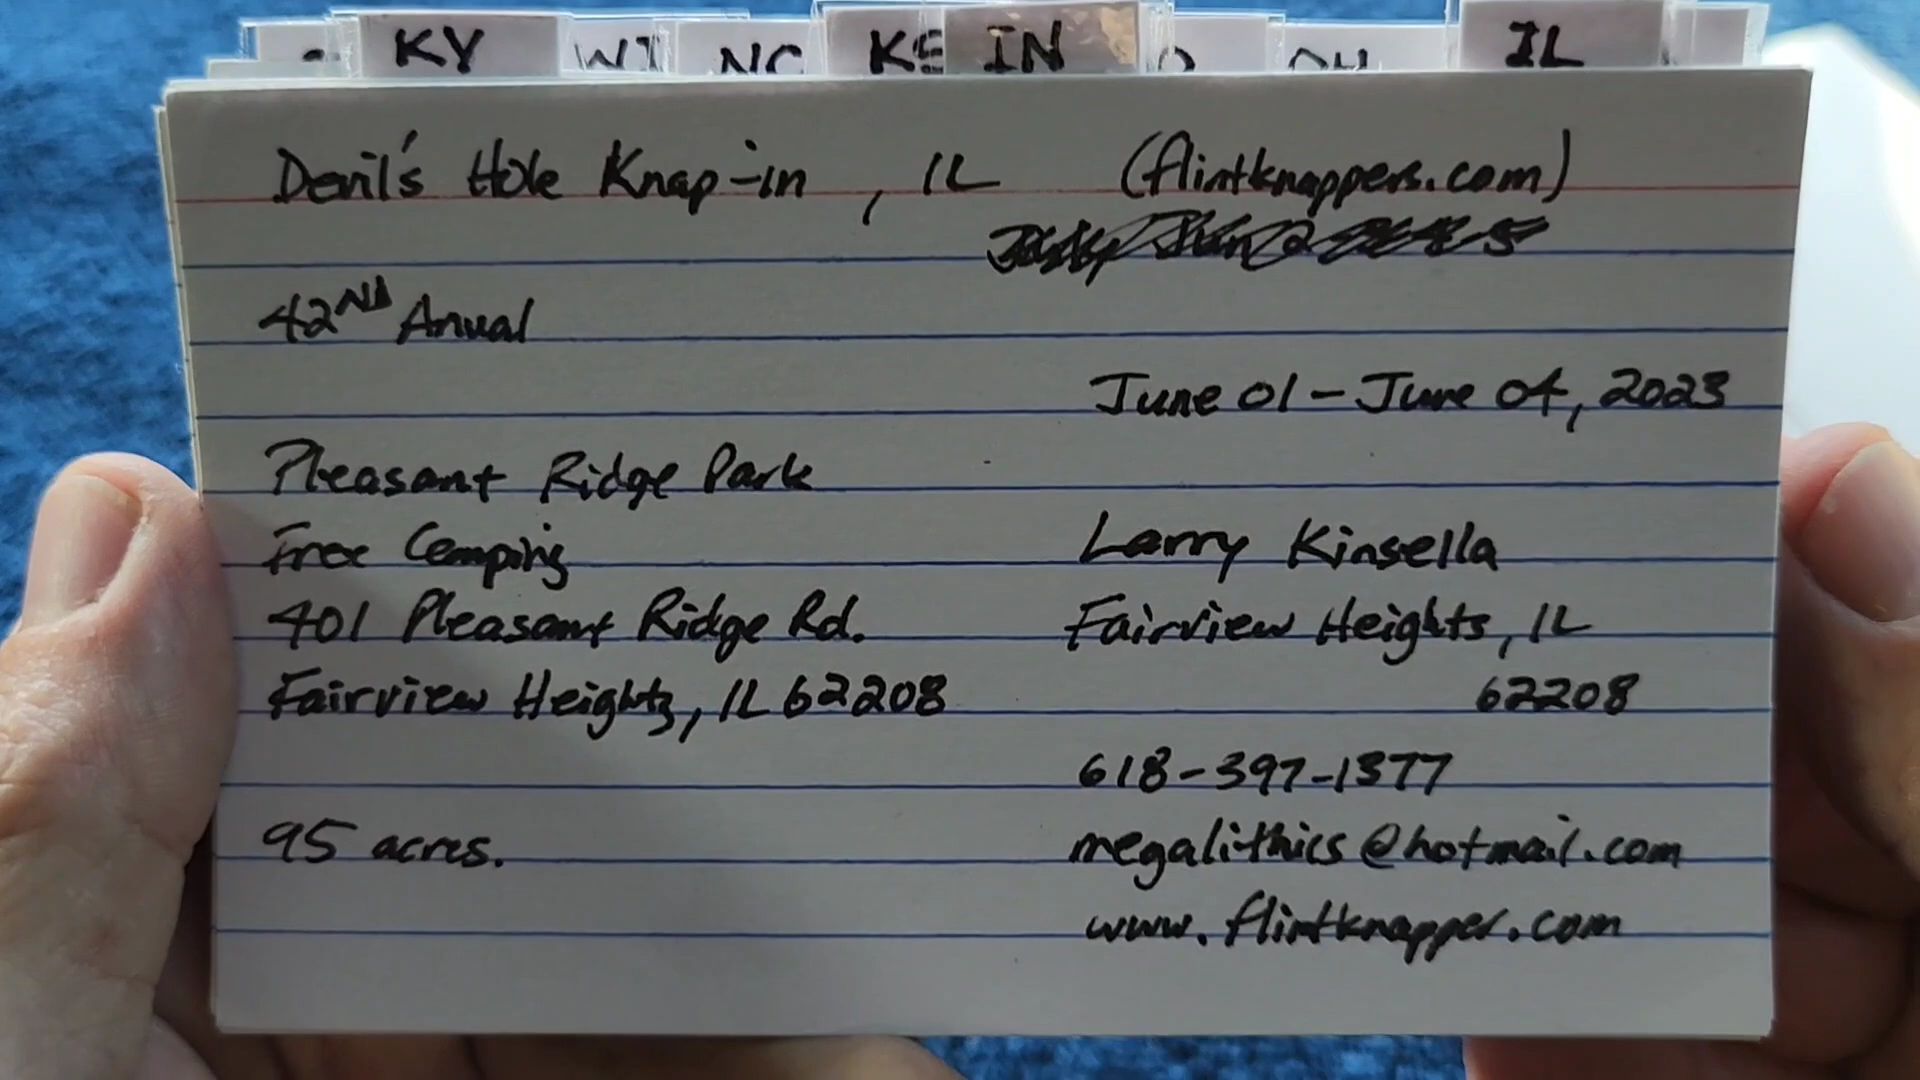 KY WI NC KS IN OH IL
Devil's Hole Knap-in, IL (flintknappers.com)
42ND Anual
June 01 - June 04, 2023
Pleasant Ridge Park
Free Camping
Larry Kinsella
401 Pleasant Ridge Rd.
Fairview Heights, IL
Fairview Heights, IL 62208
62208
618-397-1377
95 acres.
megalithics@hotmail.com
www.flintknapper.com